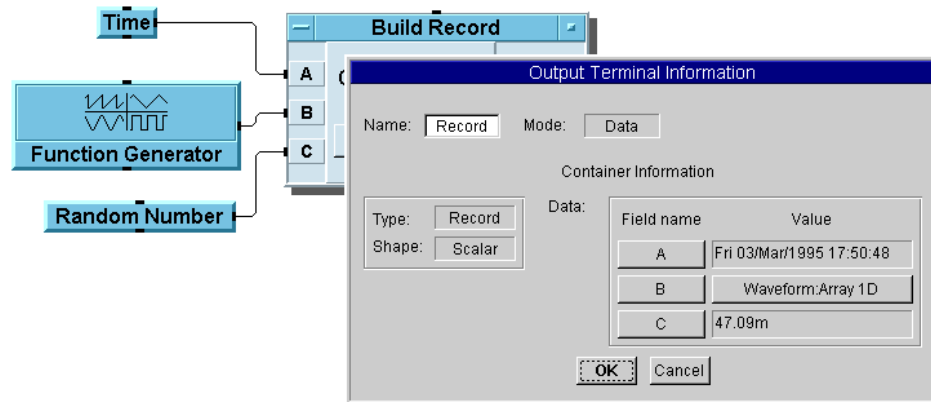 Time
Build Record
A
Output Terminal Information
B
Name: Record Mode: Data
Function Generator
C
Container Information
Type: Record
Shape: Scalar
Data:
Field name Value
A Fri 03/Mar/1995 17:50:48
B Waveform:Array 1D
C 47.09m
Random Number
OK Cancel